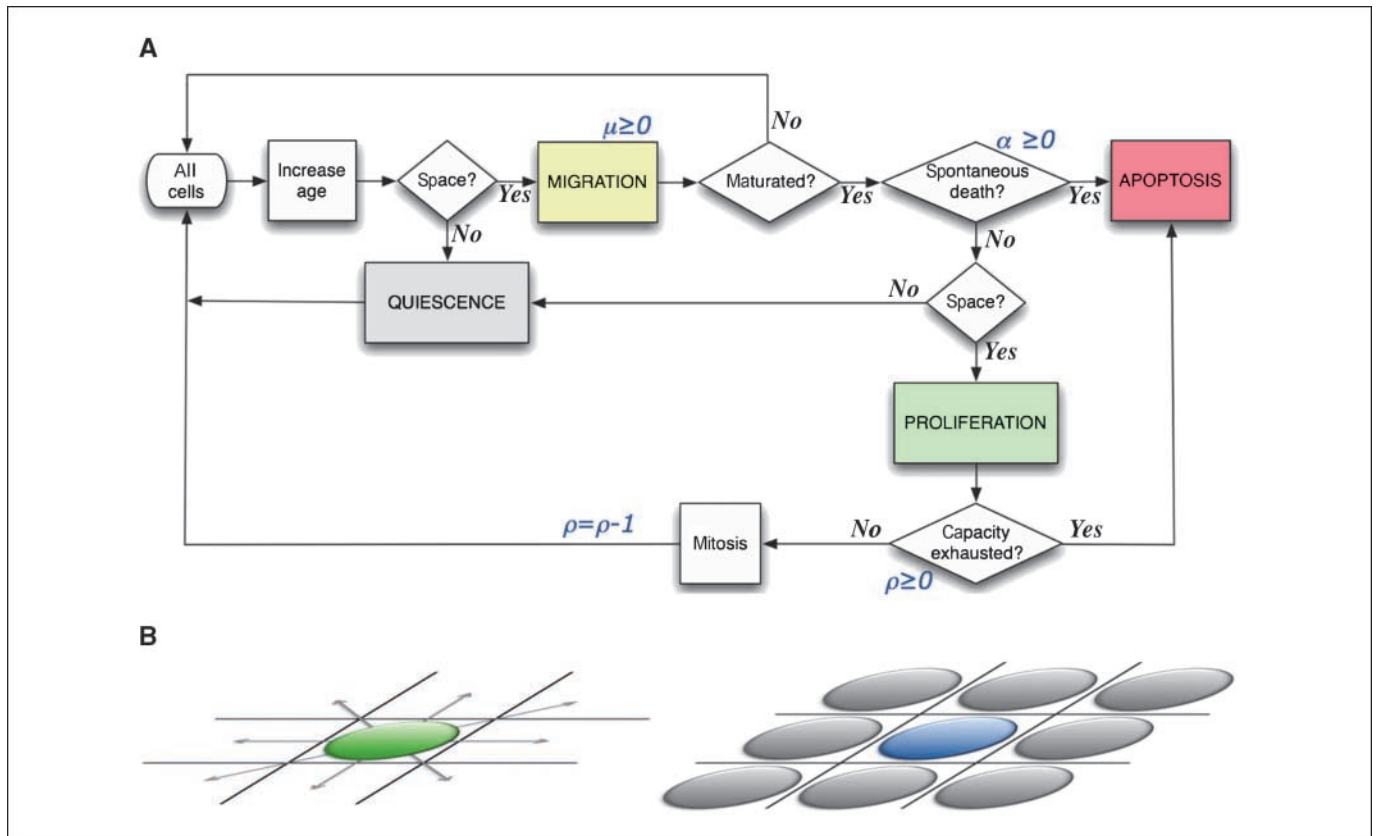 A
No
μ≥0
α ≥0
All
cells
Increase
age
Space?
Yes
MIGRATION
Maturated?
Yes
Spontaneous
death?
Yes
APOPTOSIS
No
No
QUIESCENCE
No
Space?
Yes
PROLIFERATION
ρ=ρ-1
Mitosis
No
Capacity
exhausted?
Yes
ρ≥0
B